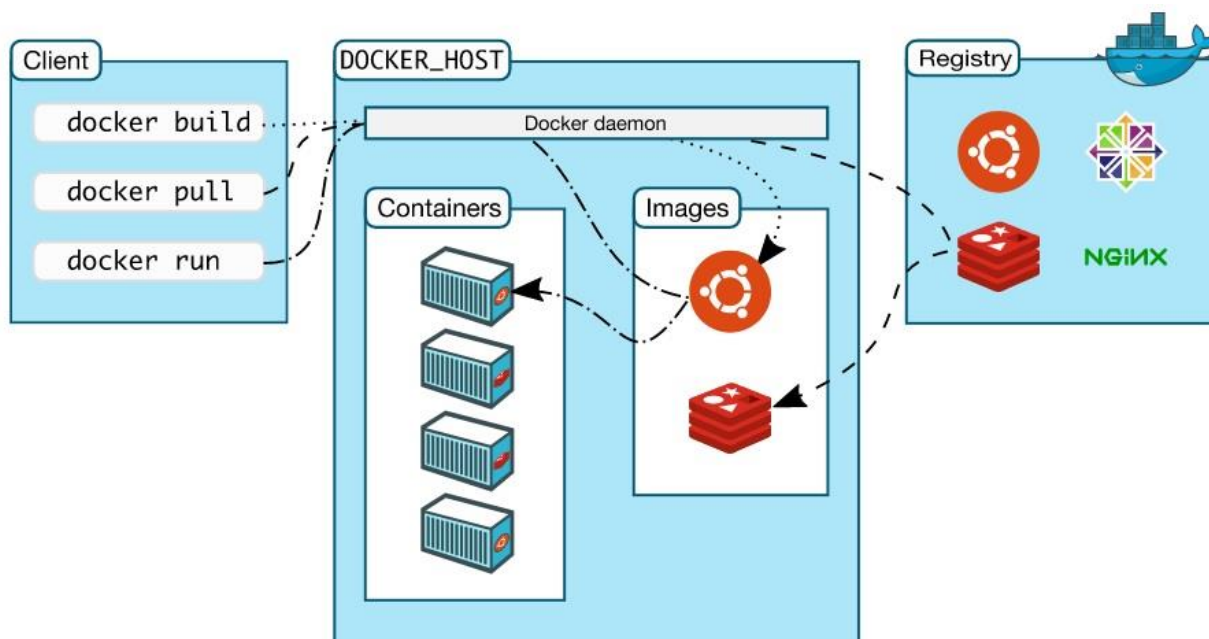 Client
docker build
docker pull
docker run
DOCKER_HOST
Docker daemon
Containers
Images
Registry
NGiNX